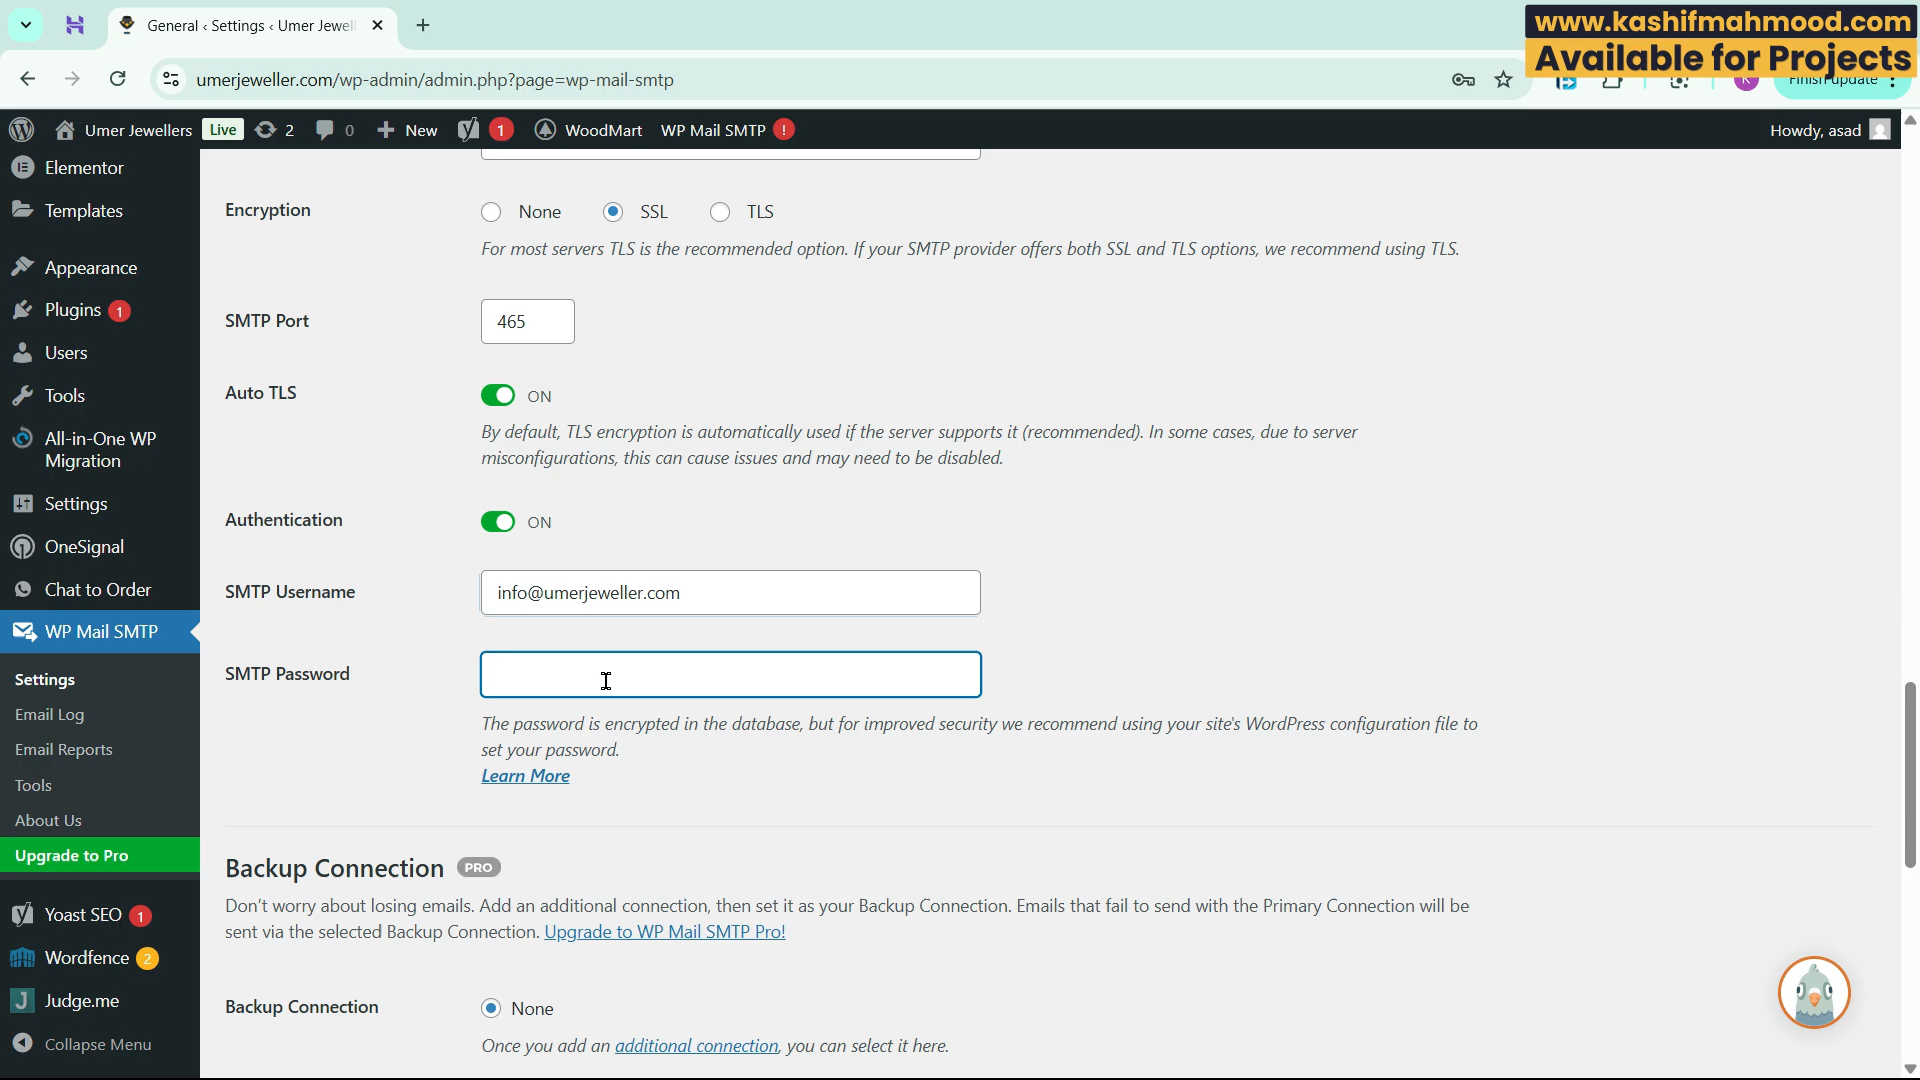 General ‹ Settings ‹ Umer Jewel
www.kashifmahmood.com
Available for Projects
umerjeweller.com/wp-admin/admin.php?page=wp-mail-smtp
K
Finish update
Umer Jewellers Live 2 0 New 1 WoodMart WP Mail SMTP !
Howdy, asad
Elementor
Templates
Appearance
Plugins 1
Users
Tools
All-in-One WP
Migration
Settings
OneSignal
Chat to Order
WP Mail SMTP
Settings
Email Log
Email Reports
Tools
About Us
Upgrade to Pro
Yoast SEO 1
Wordfence 2
Judge.me
Collapse Menu
Encryption
None SSL TLS
For most servers TLS is the recommended option. If your SMTP provider offers both SSL and TLS options, we recommend using TLS.
SMTP Port
465
Auto TLS
ON
By default, TLS encryption is automatically used if the server supports it (recommended). In some cases, due to server
misconfigurations, this can cause issues and may need to be disabled.
Authentication
ON
SMTP Username
info@umerjeweller.com
SMTP Password
The password is encrypted in the database, but for improved security we recommend using your site's WordPress configuration file to
set your password.
Learn More
Backup Connection PRO
Don't worry about losing emails. Add an additional connection, then set it as your Backup Connection. Emails that fail to send with the Primary Connection will be
sent via the selected Backup Connection. Upgrade to WP Mail SMTP Pro!
Backup Connection
None
Once you add an additional connection, you can select it here.